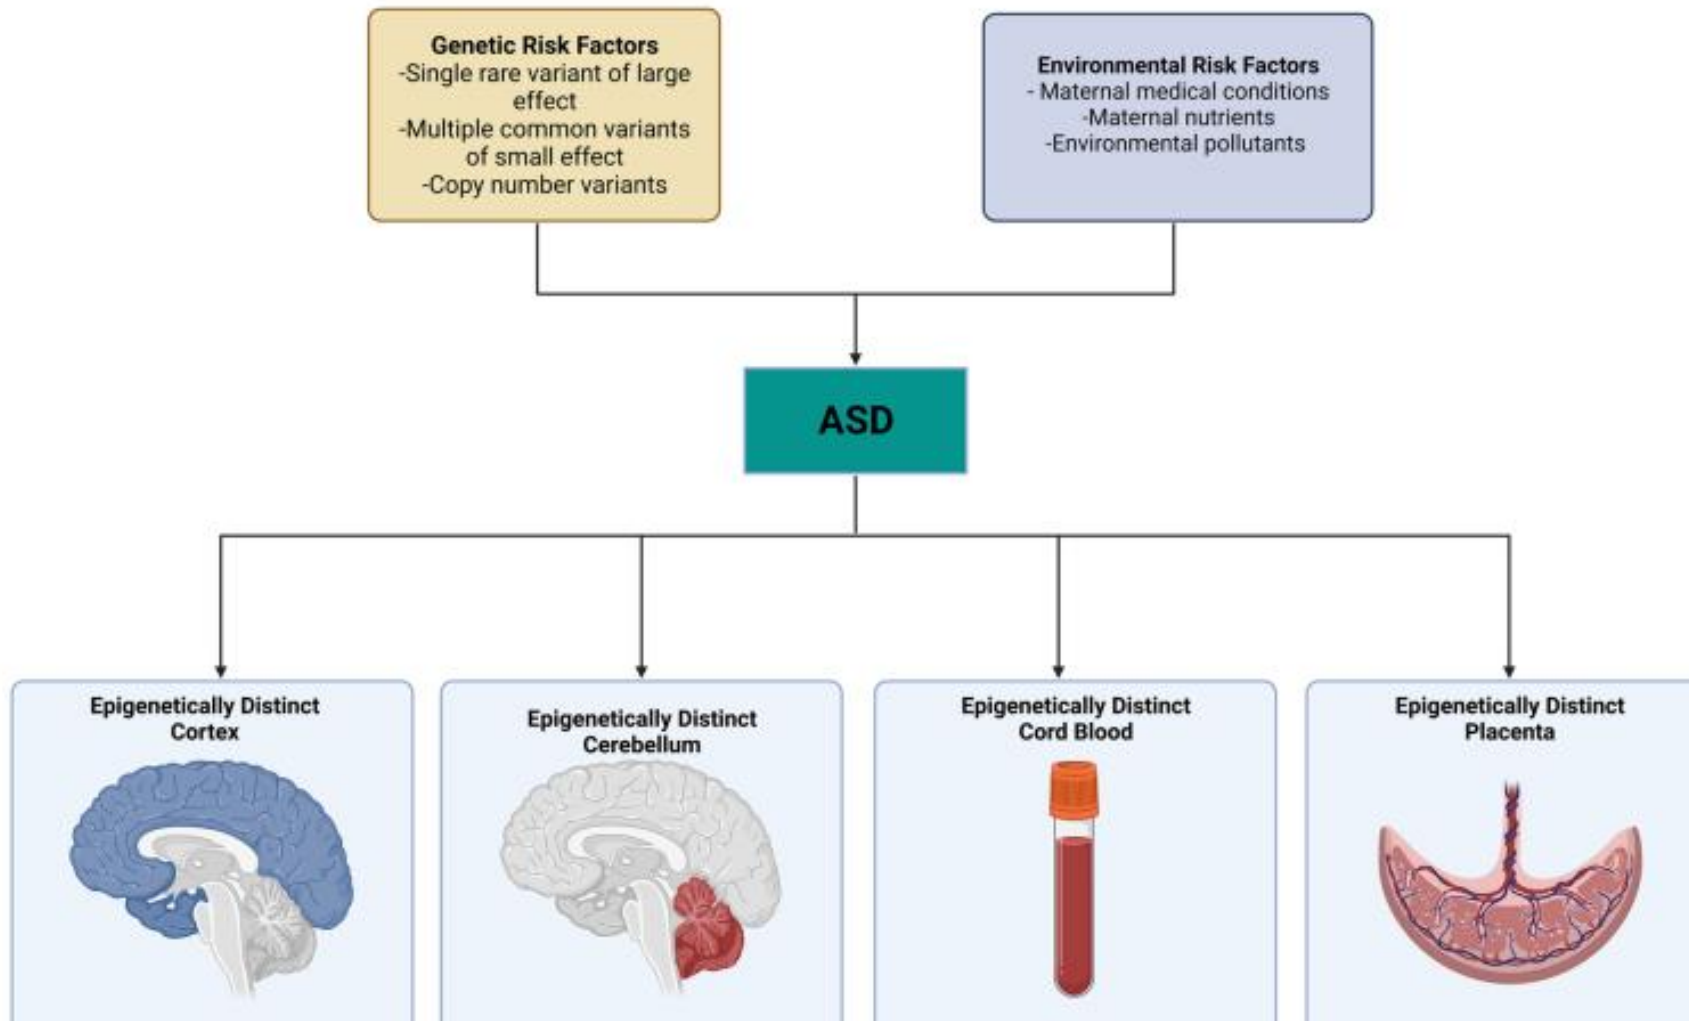 Genetic Risk Factors
-Single rare variant of large
effect
-Multiple common variants
of small effect
-Copy number variants
Environmental Risk Factors
- Maternal medical conditions
-Maternal nutrients
-Environmental pollutants
ASD
Epigenetically Distinct
Cortex
Epigenetically Distinct
Cerebellum
Epigenetically Distinct
Cord Blood
Epigenetically Distinct
Placenta